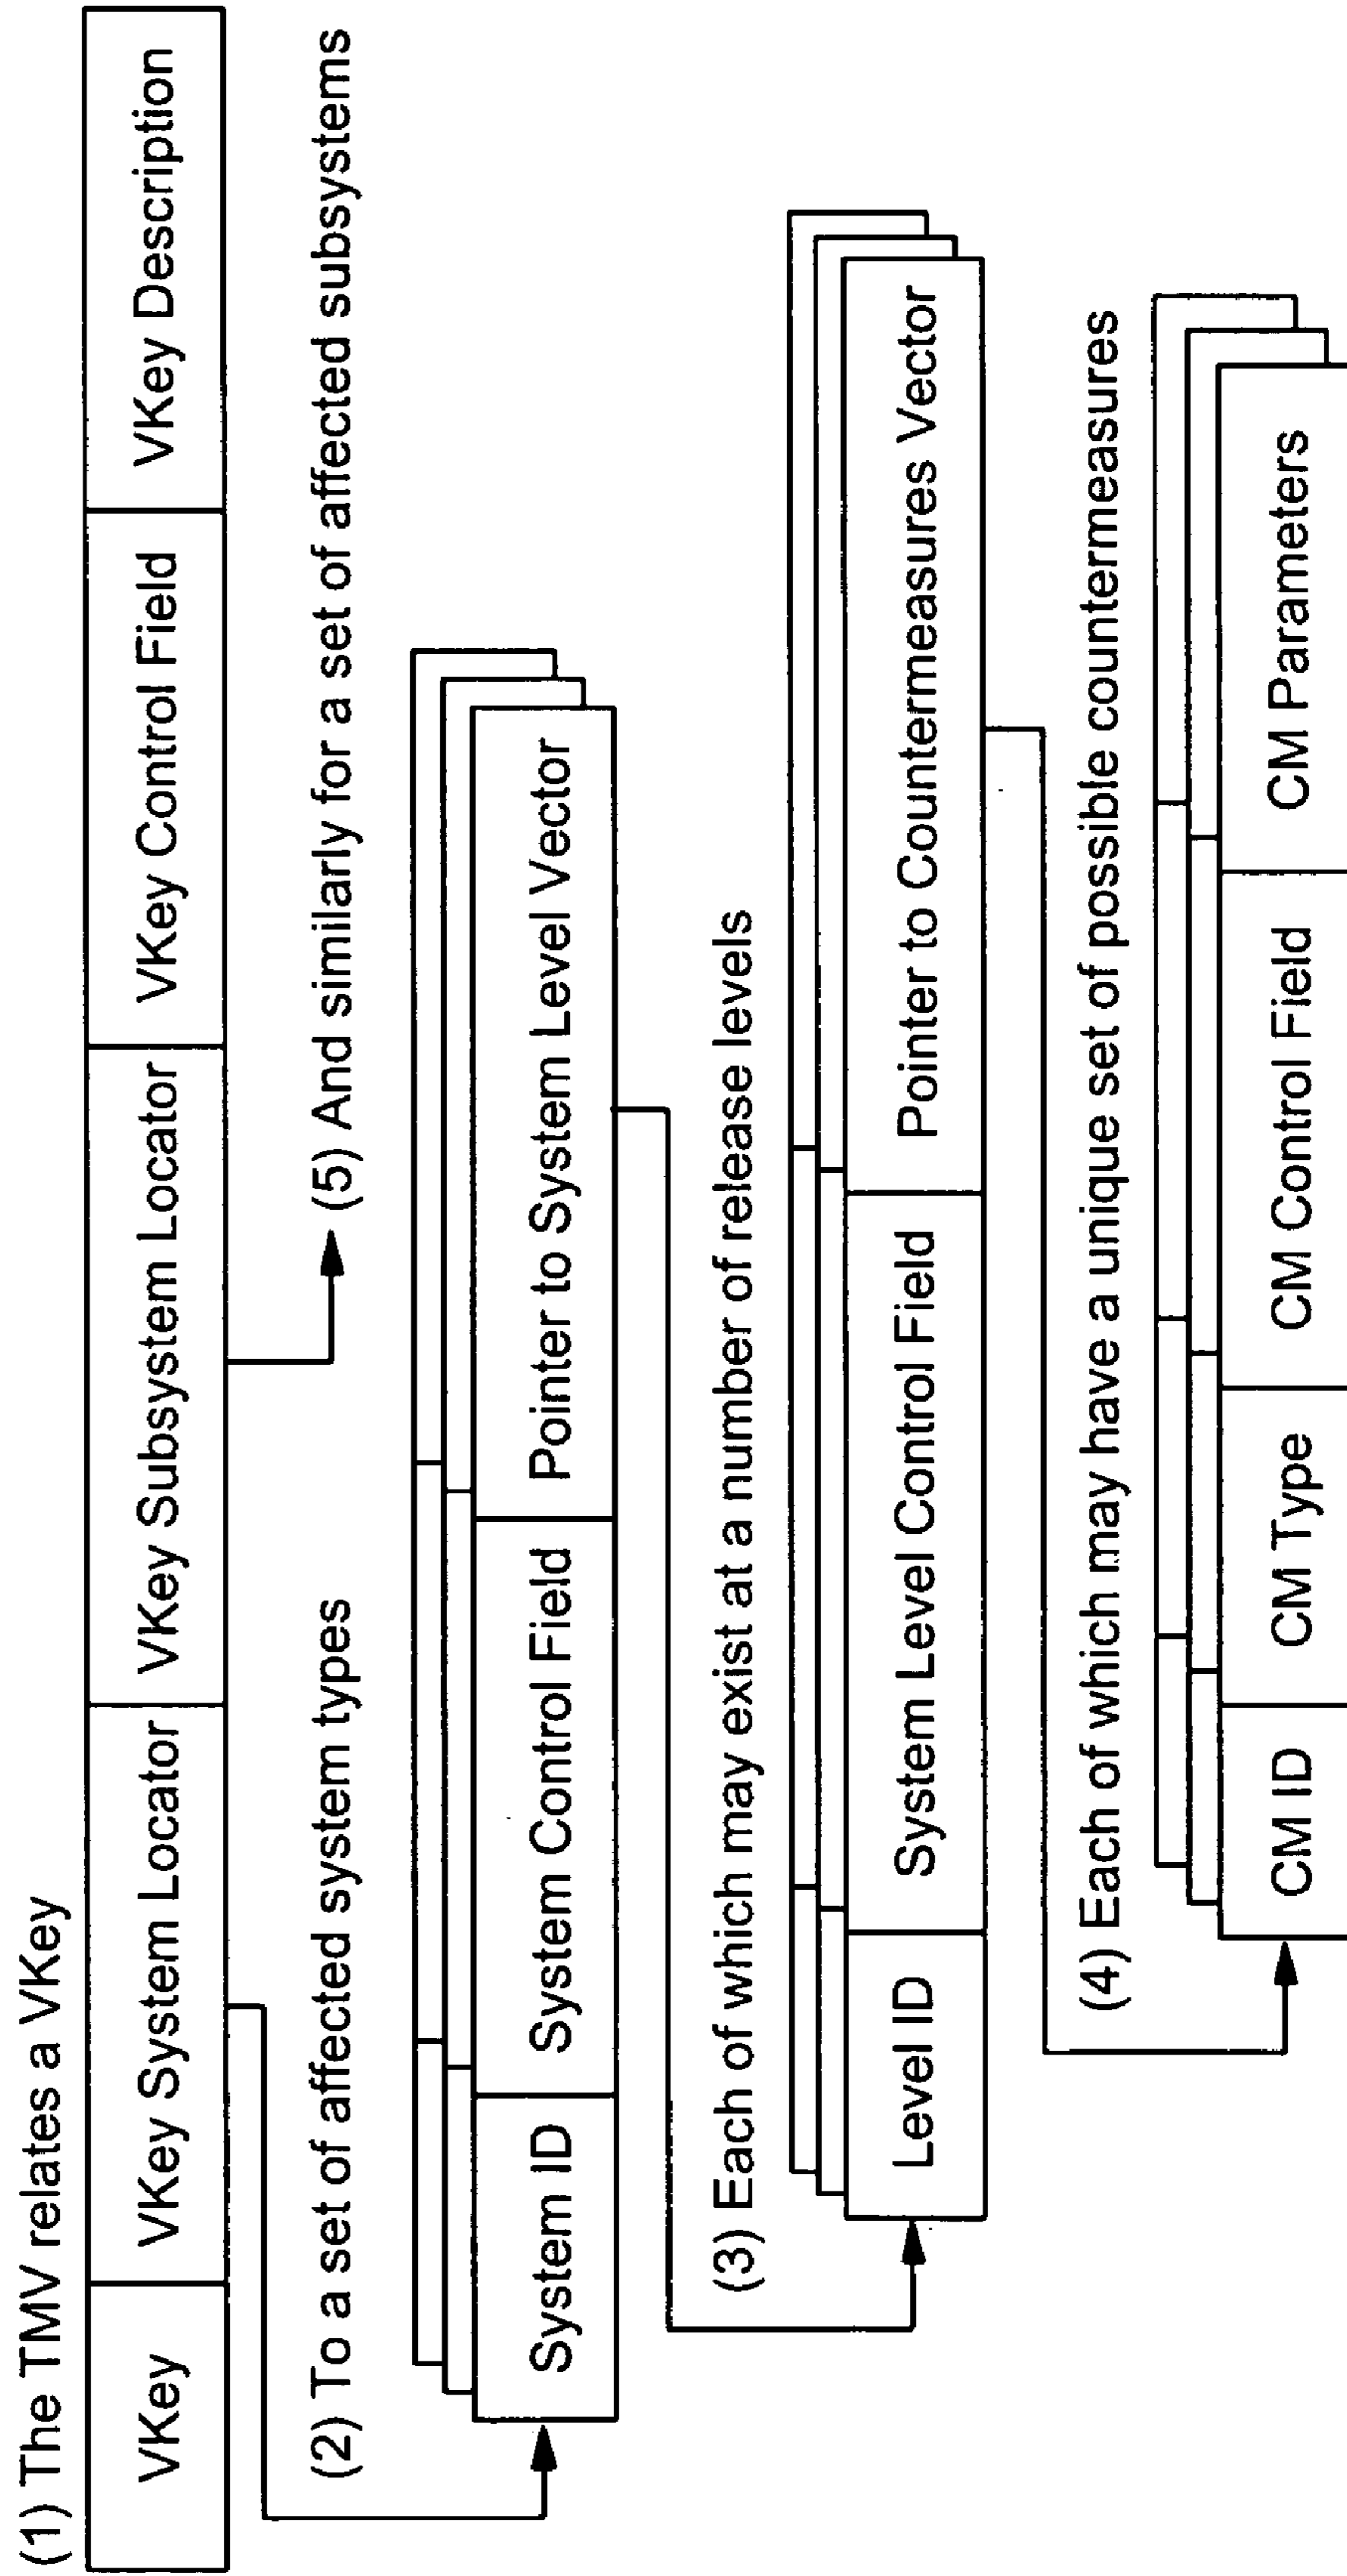 (1) The TMV relates a VKey
VKey VKey System Locator VKey Subsystem Locator VKey Control Field VKey Description
(2) To a set of affected system types
(5) And similarly for a set of affected subsystems
System ID System Control Field Pointer to System Level Vector
(3) Each of which may exist at a number of release levels
Level ID System Level Control Field Pointer to Countermeasures Vector
(4) Each of which may have a unique set of possible countermeasures
CM ID CM Type CM Control Field CM Parameters